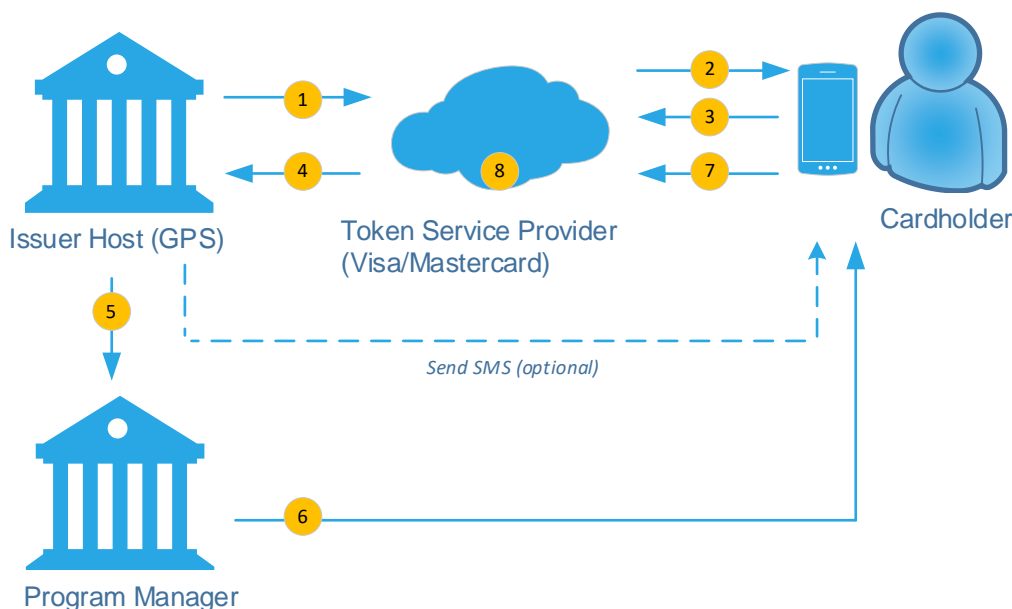 2
1
3
4
8
7
Issuer Host (GPS)
Token Service Provider
(Visa/Mastercard)
Cardholder
5
Send SMS (optional)
6
Program Manager